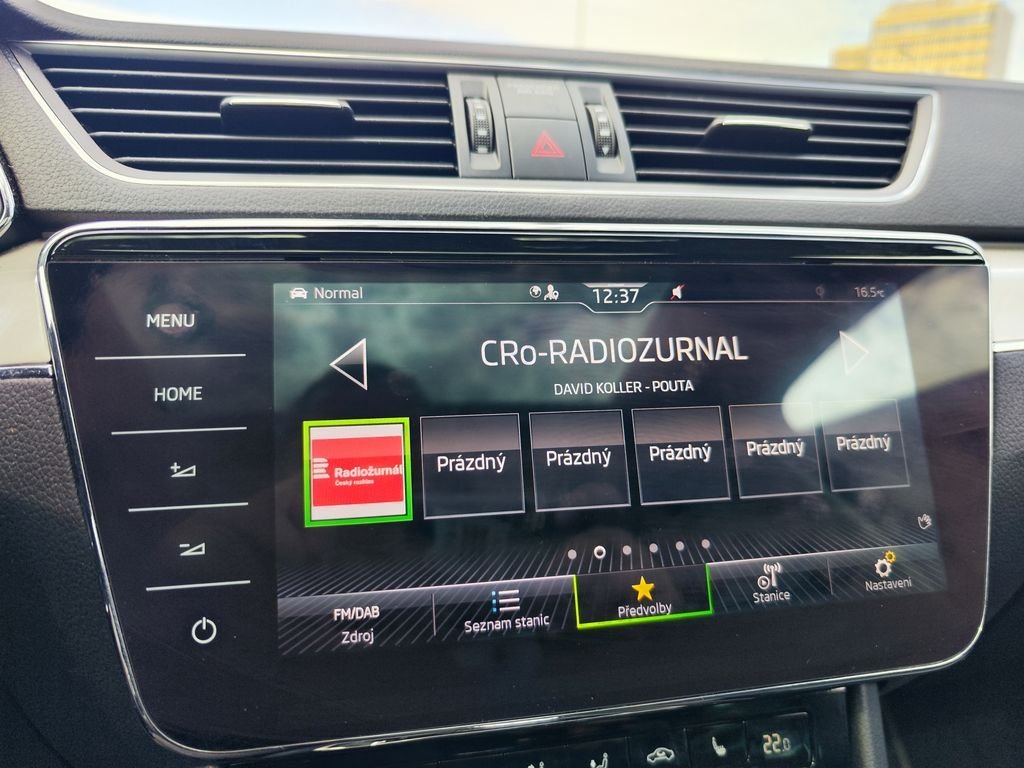 Normal
12:37
16.5°C
MENU
CRo-RADIOZURNAL
DAVID KOLLER - POUTA
HOME
Radiožurnál
Český rozhlas
Prázdný
Prázdný
Prázdný
Prázdný
Prázdný
FM/DAB
Zdroj
Seznam stanic
Předvolby
Stanice
Nastavení
22.0